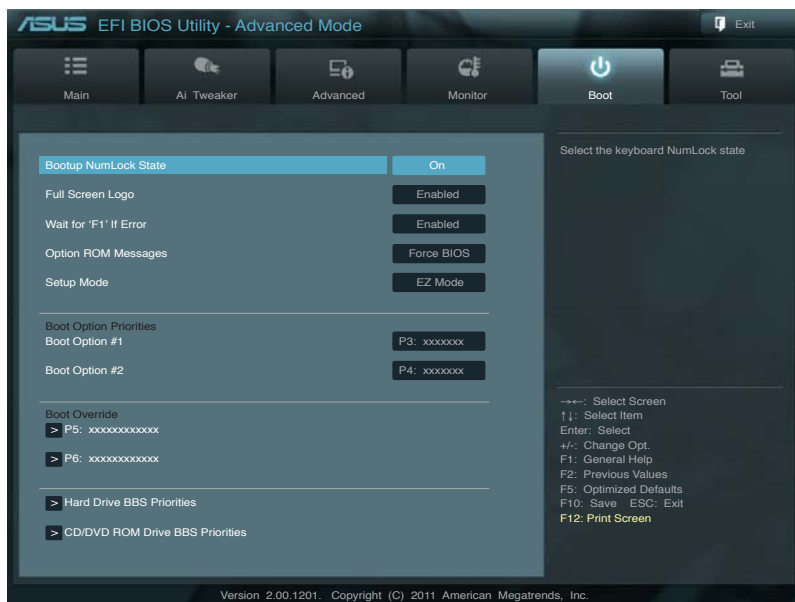 ASUS EFI BIOS Utility - Advanced Mode
Exit
Main
Ai Tweaker
Advanced
Monitor
Boot
Tool
Bootup NumLock State On
Full Screen Logo Enabled
Wait for ‘F1’ If Error Enabled
Option ROM Messages Force BIOS
Setup Mode EZ Mode
Boot Option Priorities
Boot Option #1 P3: xxxxxxx
Boot Option #2 P4: xxxxxxx
Boot Override
> P5: xxxxxxxxxxxx
> P6: xxxxxxxxxxxx
> Hard Drive BBS Priorities
> CD/DVD ROM Drive BBS Priorities
Select the keyboard NumLock state
→←: Select Screen
↑↓: Select Item
Enter: Select
+/-: Change Opt.
F1: General Help
F2: Previous Values
F5: Optimized Defaults
F10: Save ESC: Exit
F12: Print Screen
Version 2.00.1201. Copyright (C) 2011 American Megatrends, Inc.